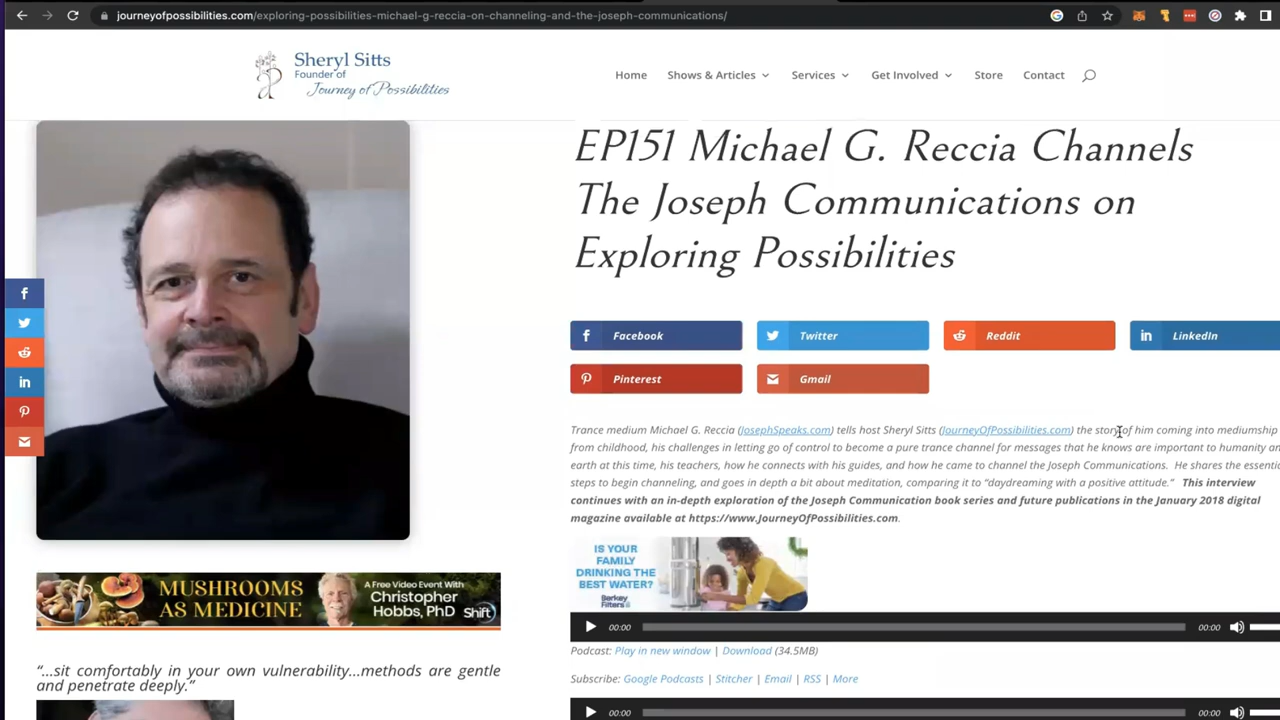 journeyofpossibilities.com/exploring-possibilities-michael-g-reccia-on-channeling-and-the-joseph-communications/
Sheryl Sitts
Founder of
Journey of Possibilities
Home Shows & Articles Services Get Involved Store Contact
EP151 Michael G. Reccia Channels
The Joseph Communications on
Exploring Possibilities
Facebook Twitter Reddit LinkedIn
Pinterest Gmail
Trance medium Michael G. Reccia (JosephSpeaks.com) tells host Sheryl Sitts (JourneyOfPossibilities.com) the story of him coming into mediumship
from childhood, his challenges in letting go of control to become a pure trance channel for messages that he knows are important to humanity an
earth at this time, his teachers, how he connects with his guides, and how he came to channel the Joseph Communications. He shares the essenti
steps to begin channeling, and goes in depth a bit about meditation, comparing it to “daydreaming with a positive attitude.” This interview
continues with an in-depth exploration of the Joseph Communication book series and future publications in the January 2018 digital
magazine available at https://www.JourneyOfPossibilities.com.
IS YOUR
FAMILY
DRINKING THE
BEST WATER?
Berkey
Filters
00:00 00:00
Podcast: Play in new window | Download (34.5MB)
Subscribe: Google Podcasts | Stitcher | Email | RSS | More
00:00 00:00
MUSHROOMS
AS MEDICINE
A Free Video Event With
Christopher
Hobbs, PhD
Shift
“...sit comfortably in your own vulnerability...methods are gentle
and penetrate deeply.”